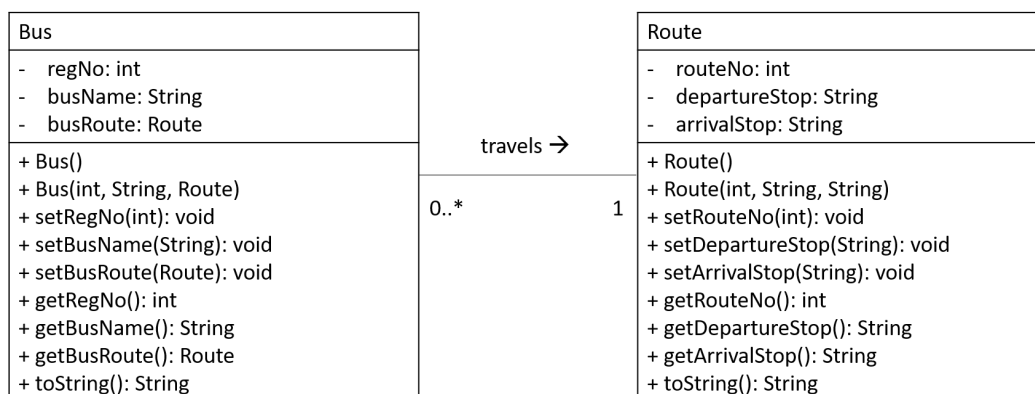 Bus
- regNo: int
- busName: String
- busRoute: Route
+ Bus()
+ Bus(int, String, Route)
+ setRegNo(int): void
+ setBusName(String): void
+ setBusRoute(Route): void
+ getRegNo(): int
+ getBusName(): String
+ getBusRoute(): Route
+ toString(): String
travels →
0..* 1
Route
- routeNo: int
- departureStop: String
- arrivalStop: String
+ Route()
+ Route(int, String, String)
+ setRouteNo(int): void
+ setDepartureStop(String): void
+ setArrivalStop(String): void
+ getRouteNo(): int
+ getDepartureStop(): String
+ getArrivalStop(): String
+ toString(): String